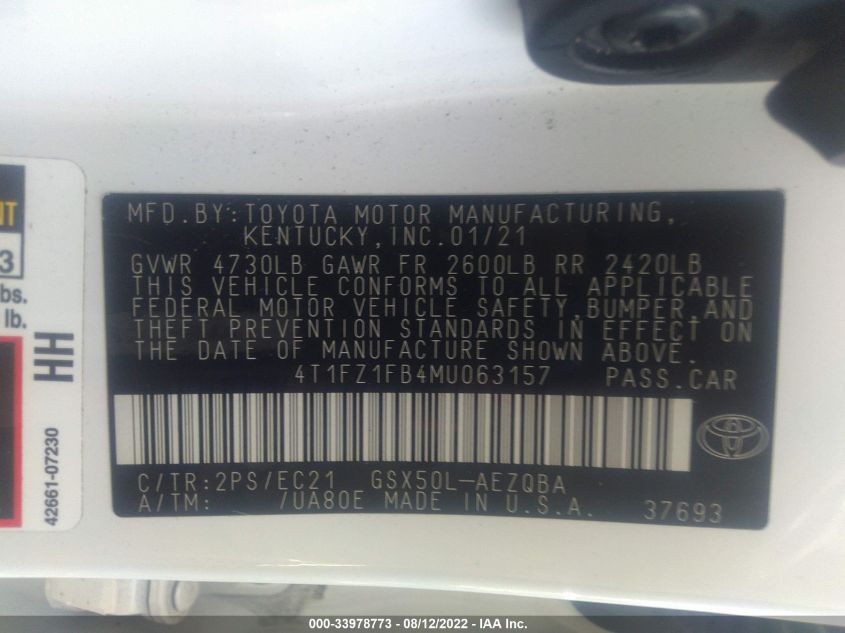 MFD.BY:TOYOTA MOTOR MANUFACTURING,
KENTUCKY,INC.01/21
GVWR 4730LB GAWR FR 2600LB RR 2420LB
THIS VEHICLE CONFORMS TO ALL APPLICABLE
FEDERAL MOTOR VEHICLE SAFETY,BUMPER,AND
THEFT PREVENTION STANDARDS IN EFFECT ON
THE DATE OF MANUFACTURE SHOWN ABOVE.
4T1FZ1FB4MU063157 PASS.CAR
C/TR:2PS/EC21 GSX50L-AEZQBA
A/TM: /UA80E MADE IN U.S.A. 37693
3
bs.
lb.
HH
42661-07230
000-33978773 - 08/12/2022 - IAA Inc.